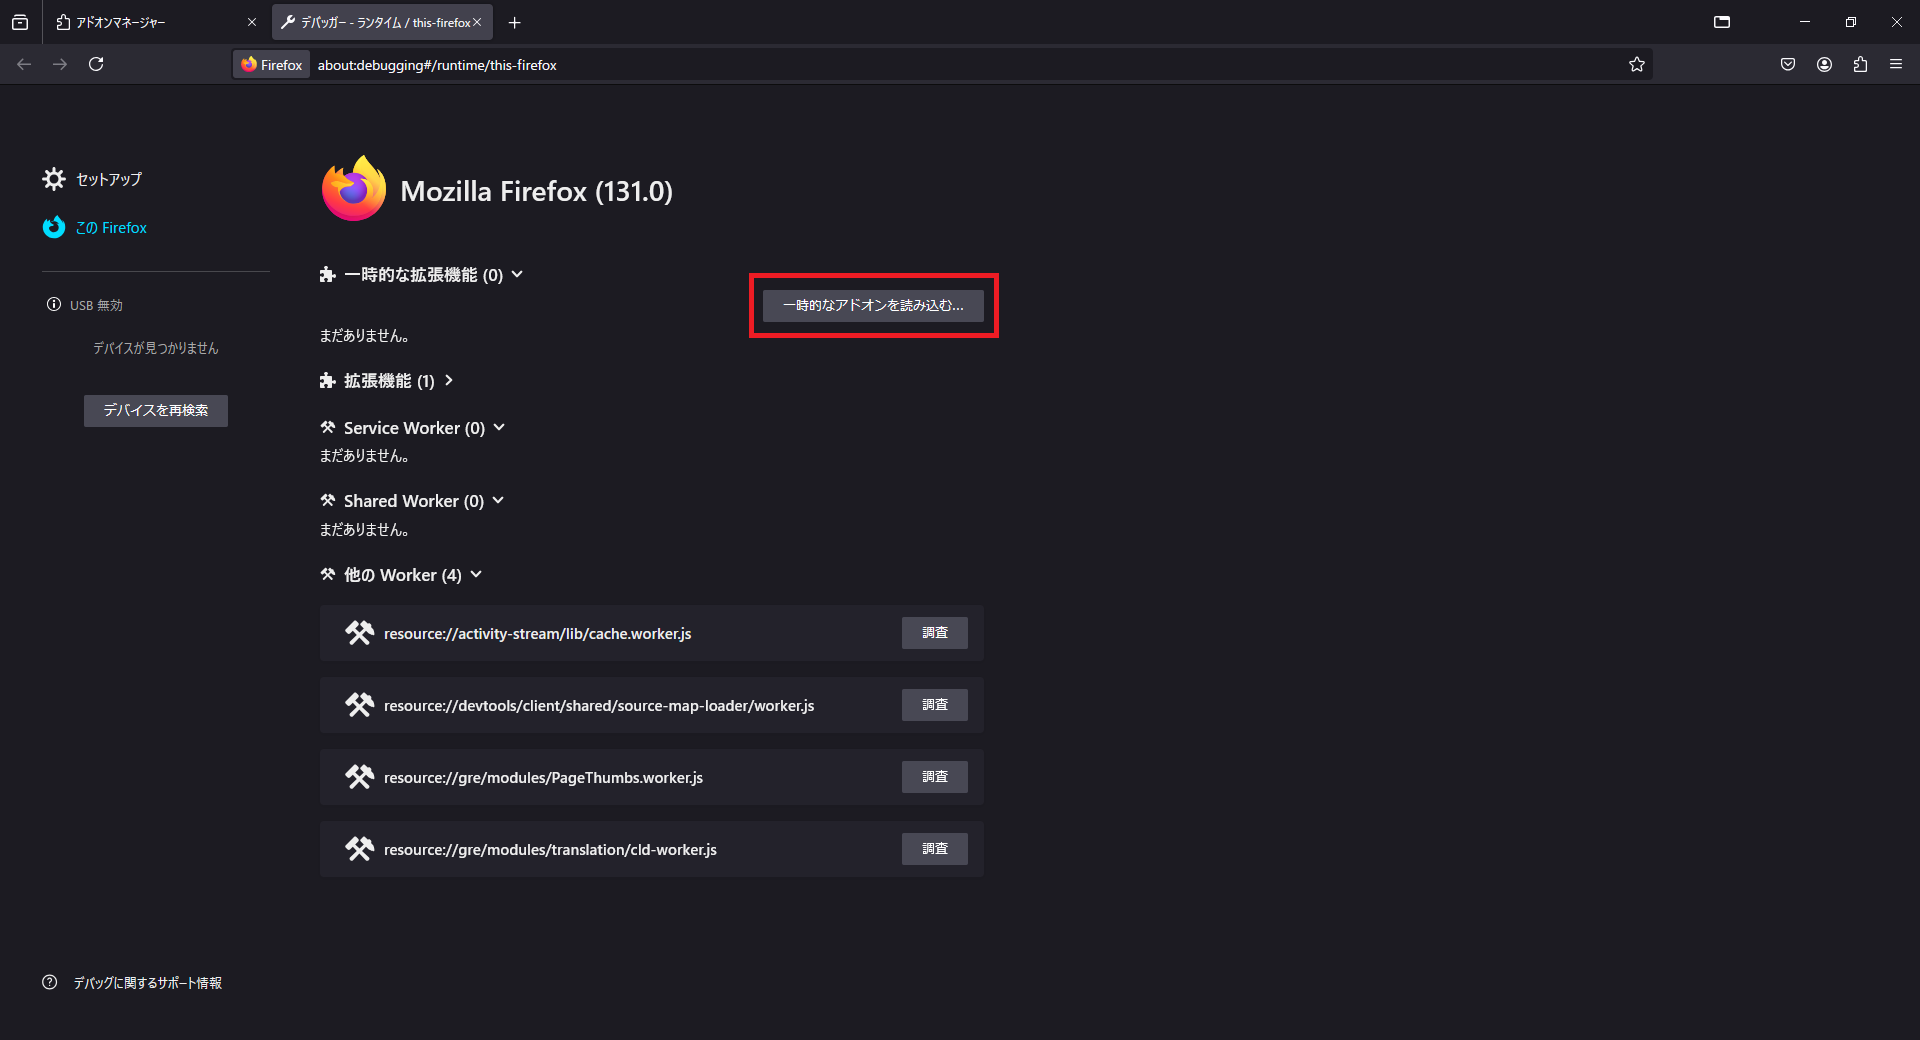 アドオンマネージャー
デバッガー - ランタイム / this-firefox
Firefox
about:debugging#/runtime/this-firefox
セットアップ
この Firefox
USB 無効
デバイスが見つかりません
デバイスを再検索
Mozilla Firefox (131.0)
一時的な拡張機能 (0)
一時的なアドオンを読み込む...
まだありません。
拡張機能 (1)
Service Worker (0)
まだありません。
Shared Worker (0)
まだありません。
他の Worker (4)
resource://activity-stream/lib/cache.worker.js
調査
resource://devtools/client/shared/source-map-loader/worker.js
調査
resource://gre/modules/PageThumbs.worker.js
調査
resource://gre/modules/translation/cld-worker.js
調査
デバッグに関するサポート情報